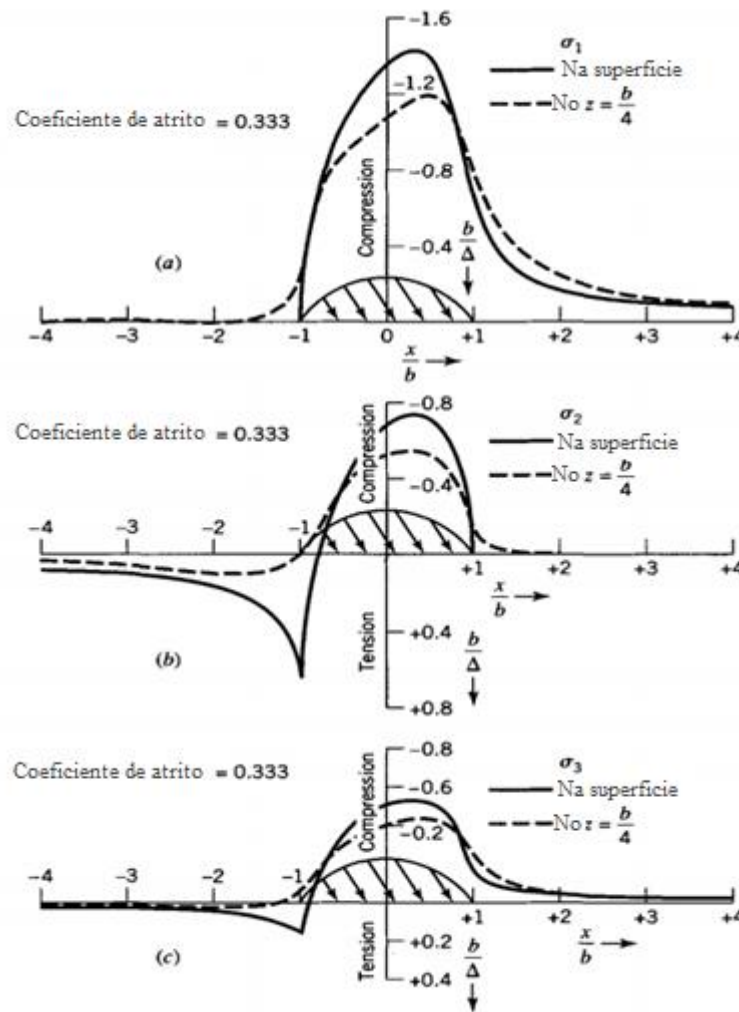 −1.6
σ₁
Na superficie
−1.2
No z = b/4
Coeficiente de atrito = 0.333
−0.8
Compression
−0.4
b/Δ
(a)
−4 −3 −2 −1 0 +1 +2 +3 +4
x/b
−0.8
σ₂
Coeficiente de atrito = 0.333
Na superficie
Compression
−0.4
No z = b/4
−4 −3 −2 −1 +1 +2 +3 +4
x/b
+0.4
Tension
b/Δ
(b)
+0.8
−0.8
σ₃
Coeficiente de atrito = 0.333
−0.6
Na superficie
Compression
−0.2
No z = b/4
−4 −3 −2 −1 +1 +2 +3 +4
x/b
Tension
+0.2
b/Δ
(c)
+0.4